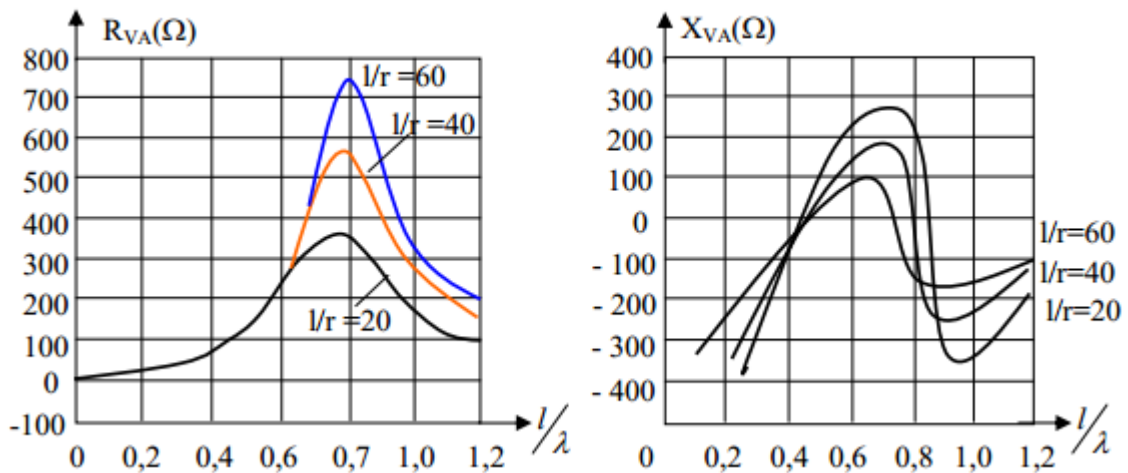 R_VA(Ω)
800
700
600
500
400
300
200
100
0
-100
l/r =60
l/r =40
l/r =20
0 0,2 0,4 0,6 0,7 1,0 1,2
l/λ
X_VA(Ω)
400
300
200
100
0
- 100
- 200
- 300
- 400
l/r=60
l/r=40
l/r=20
0 0,2 0,4 0,6 0,8 1,0 1,2
l/λ